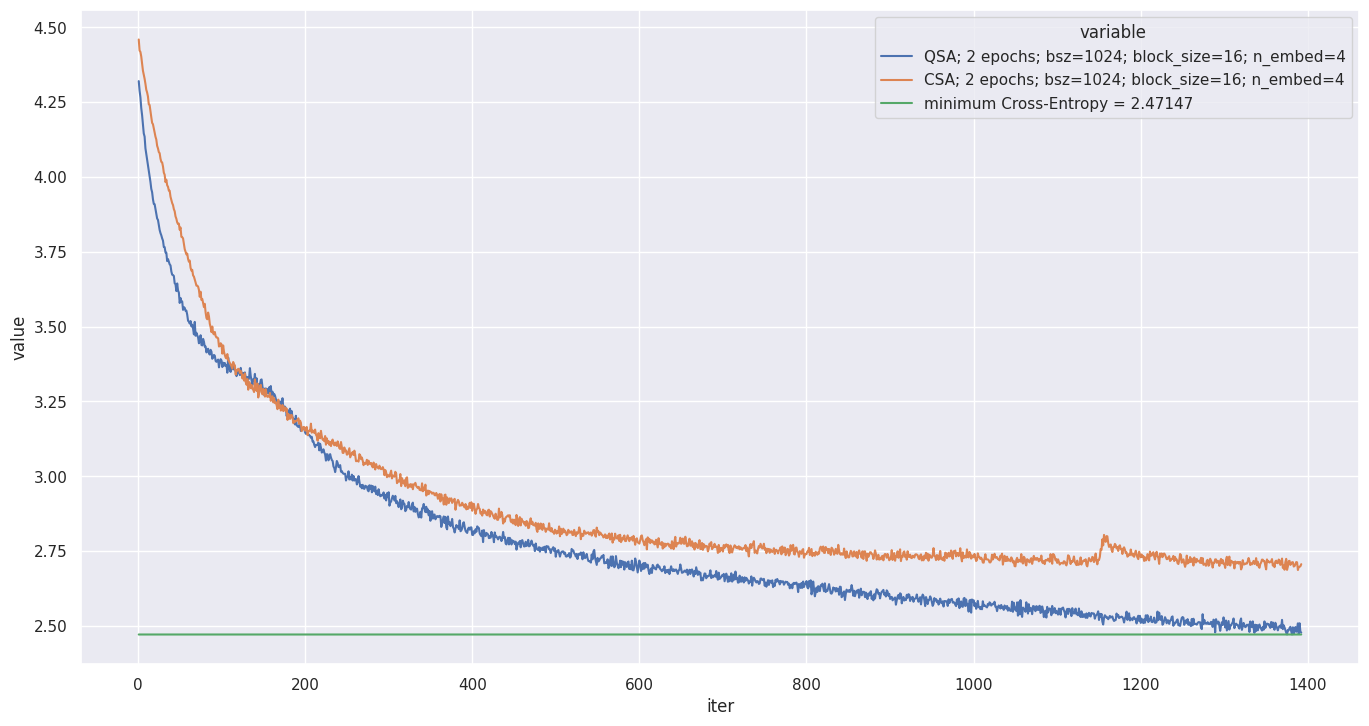 variable
QSA; 2 epochs; bsz=1024; block_size=16; n_embed=4
CSA; 2 epochs; bsz=1024; block_size=16; n_embed=4
minimum Cross-Entropy = 2.47147
value
4.50
4.25
4.00
3.75
3.50
3.25
3.00
2.75
2.50
0 200 400 600 800 1000 1200 1400
iter